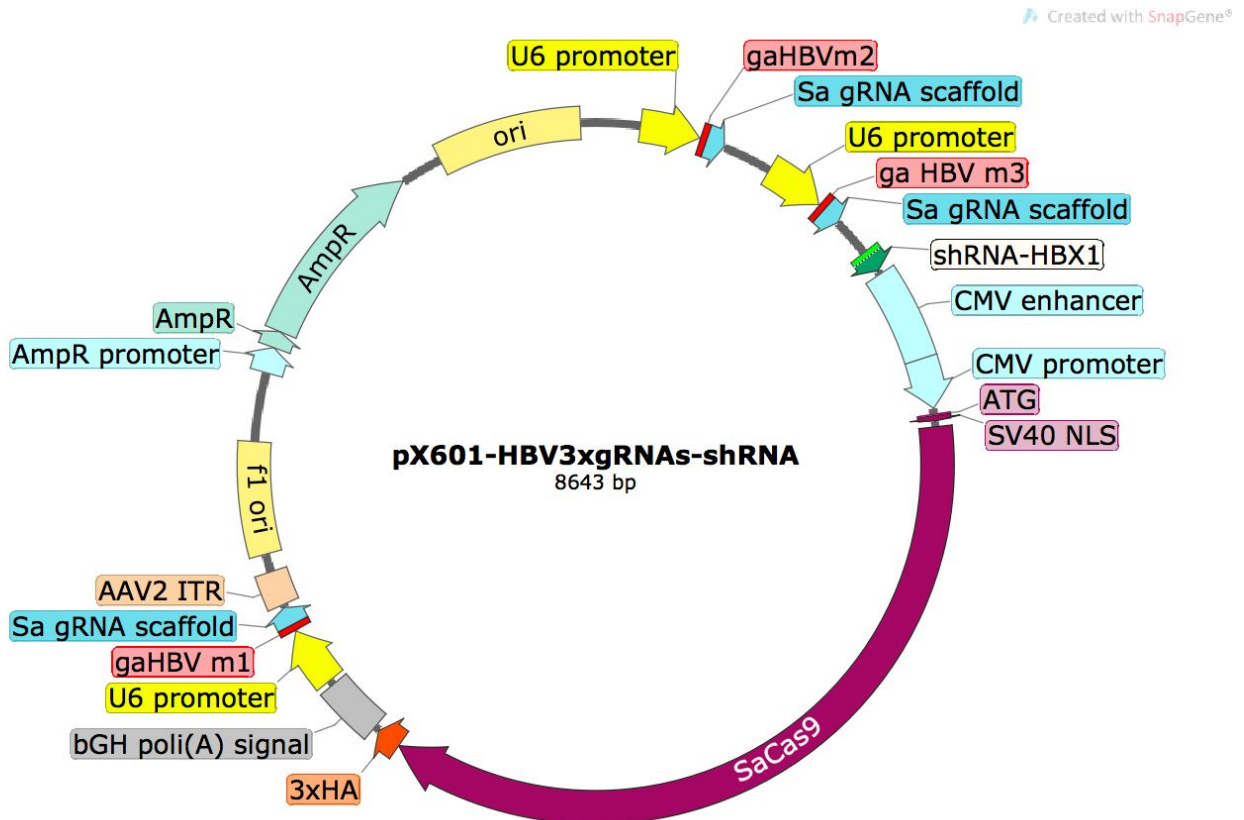 Created with SnapGene®
U6 promoter
gaHBVm2
Sa gRNA scaffold
U6 promoter
ga HBV m3
Sa gRNA scaffold
shRNA-HBX1
CMV enhancer
CMV promoter
ATG
SV40 NLS
SaCas9
3xHA
bGH poli(A) signal
U6 promoter
gaHBV m1
Sa gRNA scaffold
AAV2 ITR
f1 ori
AmpR promoter
AmpR
AmpR
ori
pX601-HBV3xgRNAs-shRNA
8643 bp